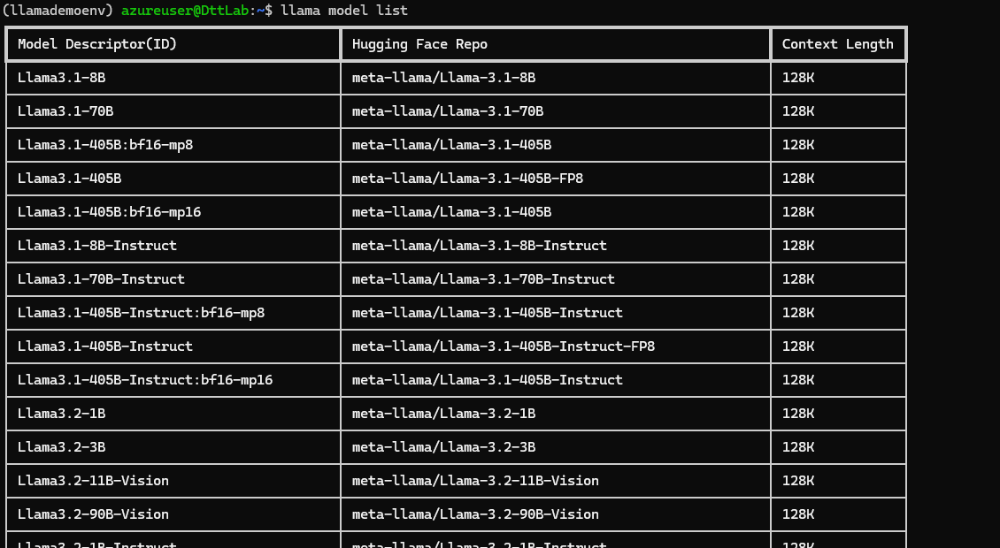 (llamademoenv) azureuser@DttLab:~$ llama model list
Model Descriptor(ID) Hugging Face Repo Context Length
Llama3.1-8B meta-llama/Llama-3.1-8B 128K
Llama3.1-70B meta-llama/Llama-3.1-70B 128K
Llama3.1-405B:bf16-mp8 meta-llama/Llama-3.1-405B 128K
Llama3.1-405B meta-llama/Llama-3.1-405B-FP8 128K
Llama3.1-405B:bf16-mp16 meta-llama/Llama-3.1-405B 128K
Llama3.1-8B-Instruct meta-llama/Llama-3.1-8B-Instruct 128K
Llama3.1-70B-Instruct meta-llama/Llama-3.1-70B-Instruct 128K
Llama3.1-405B-Instruct:bf16-mp8 meta-llama/Llama-3.1-405B-Instruct 128K
Llama3.1-405B-Instruct meta-llama/Llama-3.1-405B-Instruct-FP8 128K
Llama3.1-405B-Instruct:bf16-mp16 meta-llama/Llama-3.1-405B-Instruct 128K
Llama3.2-1B meta-llama/Llama-3.2-1B 128K
Llama3.2-3B meta-llama/Llama-3.2-3B 128K
Llama3.2-11B-Vision meta-llama/Llama-3.2-11B-Vision 128K
Llama3.2-90B-Vision meta-llama/Llama-3.2-90B-Vision 128K
Llama3.2-1B-Instruct meta-llama/Llama-3.2-1B-Instruct 128K